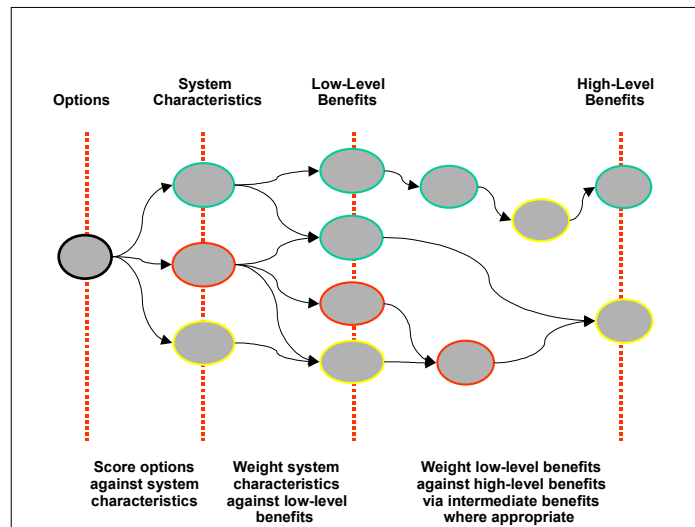 Options
System
Characteristics
Low-Level
Benefits
High-Level
Benefits
Score options
against system
characteristics
Weight system
characteristics
against low-level
benefits
Weight low-level benefits
against high-level benefits
via intermediate benefits
where appropriate